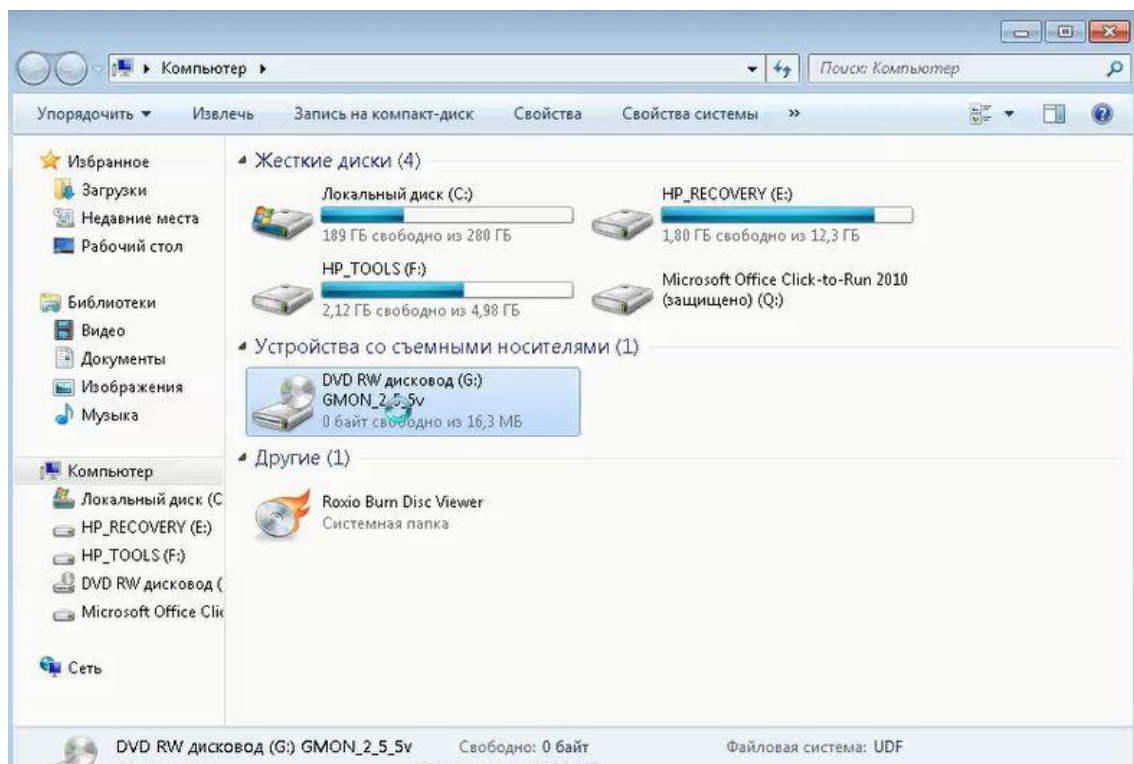 Компьютер
Поиск: Компьютер
Упорядочить Извлечь Запись на компакт-диск Свойства Свойства системы »
Избранное
Загрузки
Недавние места
Рабочий стол
Библиотеки
Видео
Документы
Изображения
Музыка
Компьютер
Локальный диск (C
HP_RECOVERY (E:)
HP_TOOLS (F:)
DVD RW дисковод (
Microsoft Office Clic
Сеть
Жесткие диски (4)
Локальный диск (C:)
189 ГБ свободно из 280 ГБ
HP_RECOVERY (E:)
1,80 ГБ свободно из 12,3 ГБ
HP_TOOLS (F:)
2,12 ГБ свободно из 4,98 ГБ
Microsoft Office Click-to-Run 2010
(защищено) (Q:)
Устройства со съемными носителями (1)
DVD RW дисковод (G:)
GMON_2_5_5v
0 байт свободно из 16,3 МБ
Другие (1)
Roxio Burn Disc Viewer
Системная папка
DVD RW дисковод (G:) GMON_2_5_5v Свободно: 0 байт Файловая система: UDF